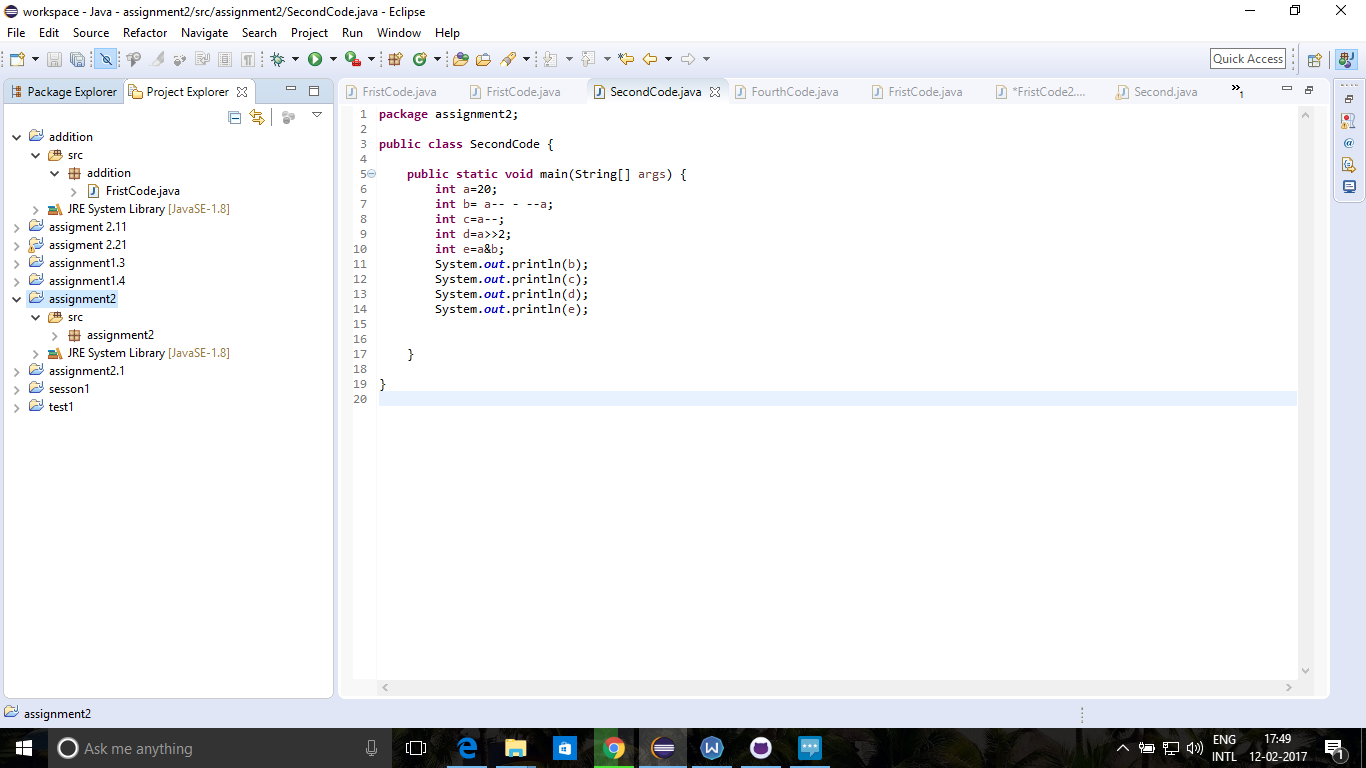 workspace - Java - assignment2/src/assignment2/SecondCode.java - Eclipse
File Edit Source Refactor Navigate Search Project Run Window Help
Quick Access
Package Explorer Project Explorer
FristCode.java FristCode.java SecondCode.java FourthCode.java FristCode.java *FristCode2.... Second.java »1
addition
src
addition
FristCode.java
JRE System Library [JavaSE-1.8]
assigment 2.11
assigment 2.21
assignment1.3
assignment1.4
assignment2
src
assignment2
JRE System Library [JavaSE-1.8]
assignment2.1
sesson1
test1
1 package assignment2;
2
3 public class SecondCode {
4
5 public static void main(String[] args) {
6 int a=20;
7 int b= a-- - --a;
8 int c=a--;
9 int d=a>>2;
10 int e=a&b;
11 System.out.println(b);
12 System.out.println(c);
13 System.out.println(d);
14 System.out.println(e);
15
16
17 }
18
19 }
20
assignment2
Ask me anything
ENG 17:49
INTL 12-02-2017
1